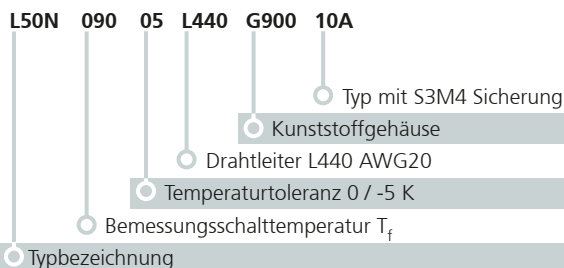 L50N 090 05 L440 G900 10A
Typ mit S3M4 Sicherung
Kunststoffgehäuse
Drahtleiter L440 AWG20
Temperaturtoleranz 0 / -5 K
Bemessungsschalttemperatur Tf
Typbezeichnung